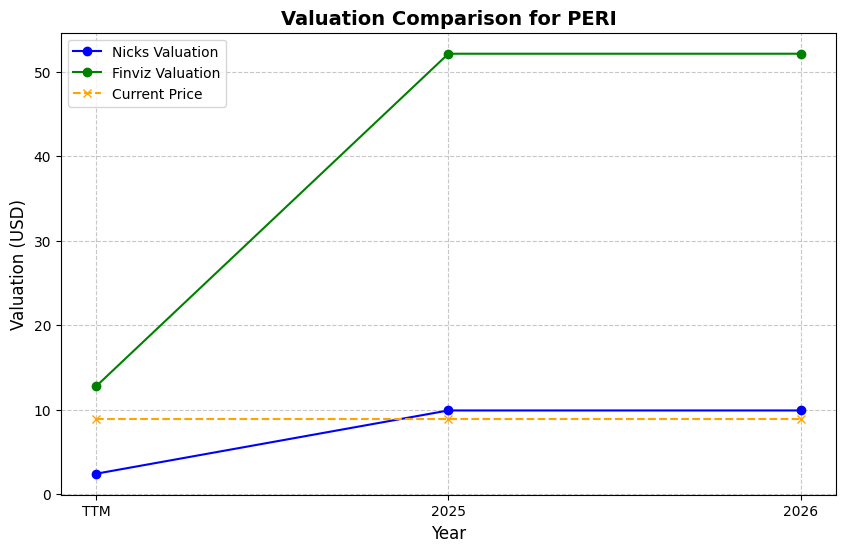 Valuation Comparison for PERI
Nicks Valuation
Finviz Valuation
Current Price
Valuation (USD)
50
40
30
20
10
0
TTM 2025 2026
Year